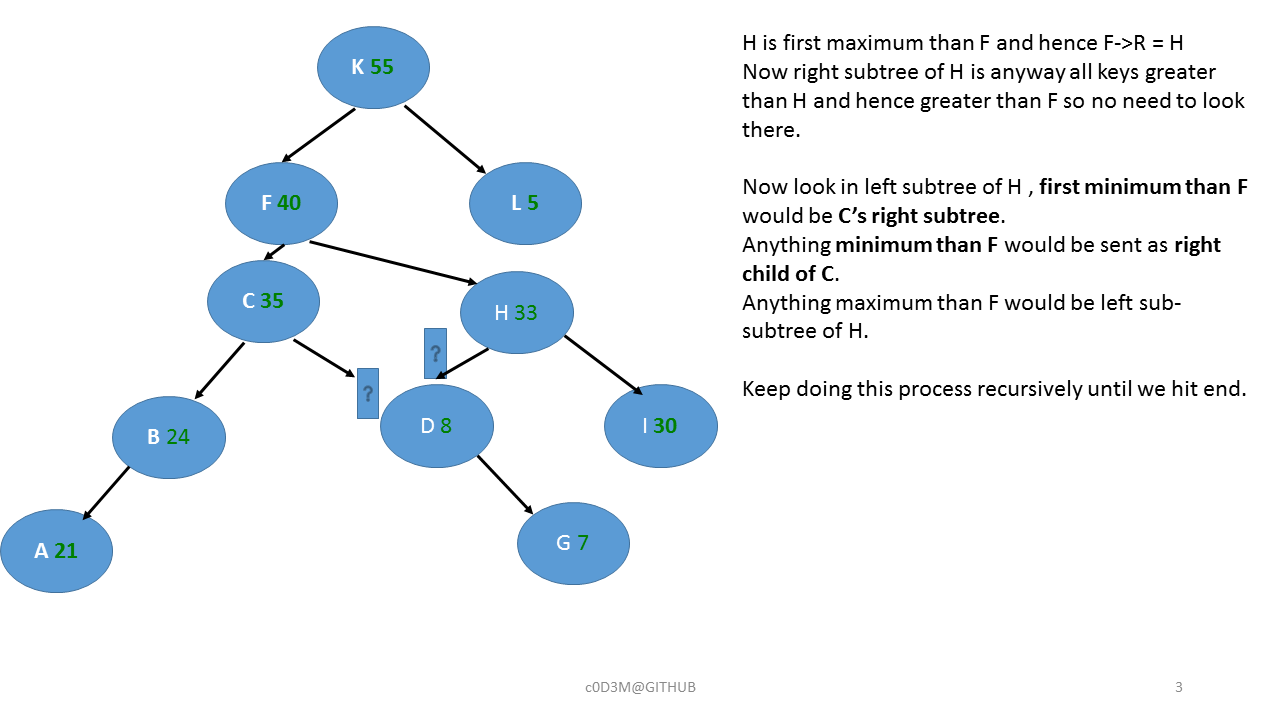 K 55
F 40
L 5
C 35
H 33
?
?
B 24
D 8
I 30
A 21
G 7
H is first maximum than F and hence F->R = H
Now right subtree of H is anyway all keys greater
than H and hence greater than F so no need to look
there.
Now look in left subtree of H , first minimum than F
would be C’s right subtree.
Anything minimum than F would be sent as right
child of C.
Anything maximum than F would be left sub-
subtree of H.
Keep doing this process recursively until we hit end.
c0D3M@GITHUB
3